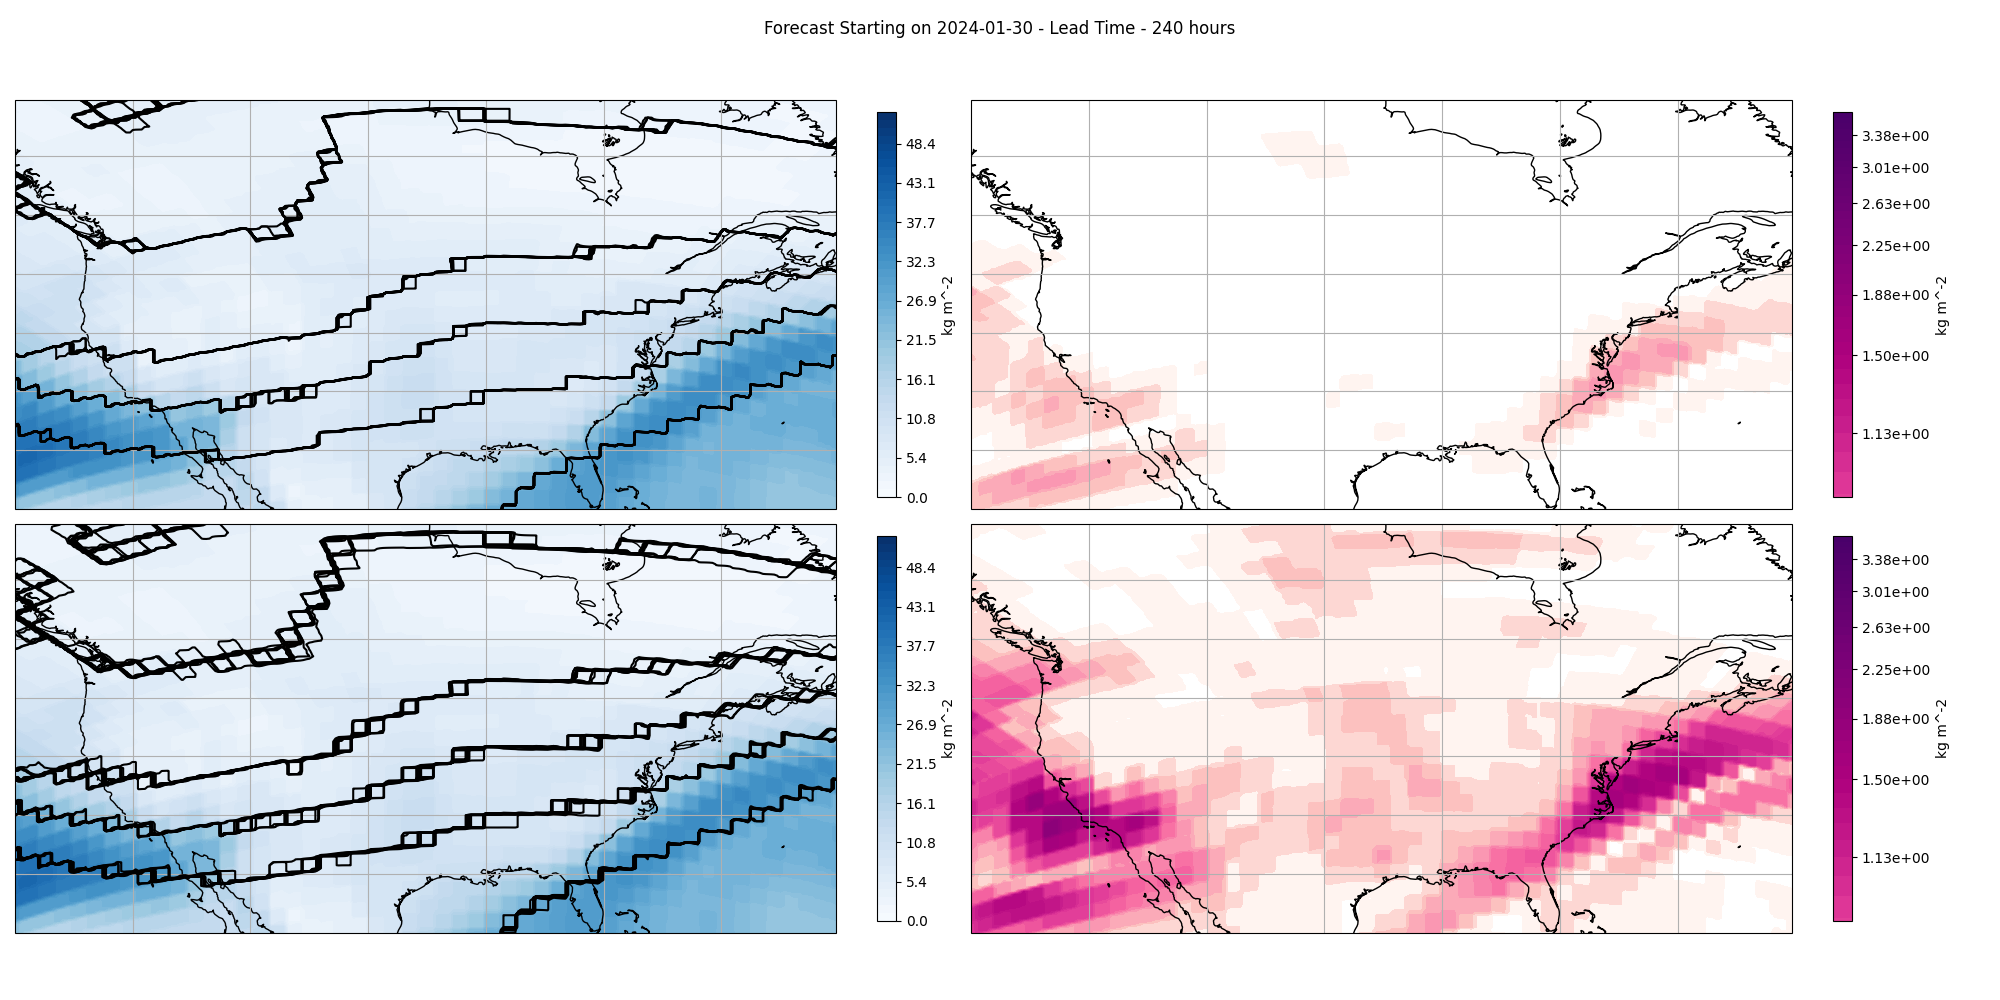 Forecast Starting on 2024-01-30 - Lead Time - 240 hours
48.4
43.1
37.7
32.3
26.9
21.5
16.1
10.8
5.4
0.0
kg m^-2
3.38e+00
3.01e+00
2.63e+00
2.25e+00
1.88e+00
1.50e+00
1.13e+00
kg m^-2
48.4
43.1
37.7
32.3
26.9
21.5
16.1
10.8
5.4
0.0
kg m^-2
3.38e+00
3.01e+00
2.63e+00
2.25e+00
1.88e+00
1.50e+00
1.13e+00
kg m^-2